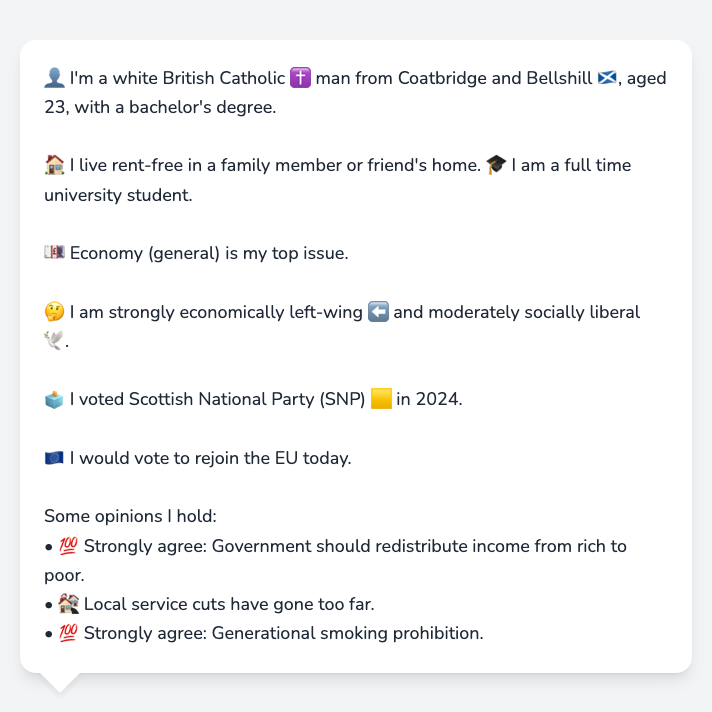 👤 I'm a white British Catholic ✝️ man from Coatbridge and Bellshill 🏴󠁧󠁢󠁳󠁣󠁴󠁿, aged
23, with a bachelor's degree.
🏠 I live rent-free in a family member or friend's home. 🎓 I am a full time
university student.
💷 Economy (general) is my top issue.
🤔 I am strongly economically left-wing ⬅️ and moderately socially liberal
🕊️.
🗳️ I voted Scottish National Party (SNP) 🟨 in 2024.
🇪🇺 I would vote to rejoin the EU today.
Some opinions I hold:
• 💯 Strongly agree: Government should redistribute income from rich to
poor.
• 🏚️ Local service cuts have gone too far.
• 💯 Strongly agree: Generational smoking prohibition.